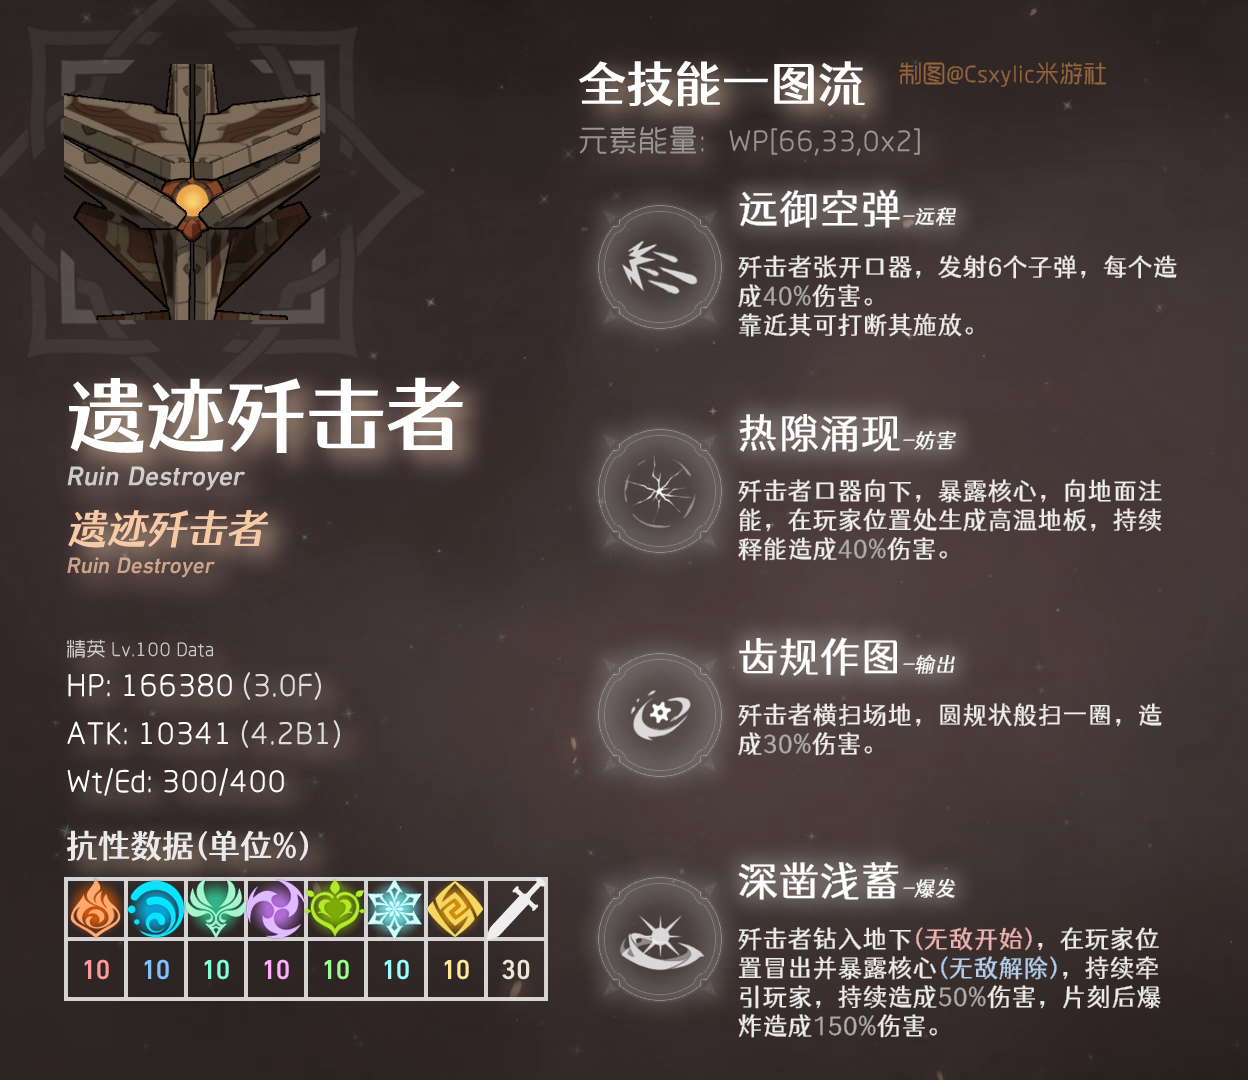 全技能一图流
制图@Csxylic米游社
元素能量: WP[66,33,0x2]
远御空弹-远程
歼击者张开口器，发射6个子弹，每个造
成40%伤害。
靠近其可打断其施放。
热隙涌现-妨害
歼击者口器向下，暴露核心，向地面注
能，在玩家位置处生成高温地板，持续
释能造成40%伤害。
齿规作图-输出
歼击者横扫场地，圆规状般扫一圈，造
成30%伤害。
深凿浅蓄-爆发
歼击者钻入地下(无敌开始)，在玩家位
置冒出并暴露核心(无敌解除)，持续牵
引玩家，持续造成50%伤害，片刻后爆
炸造成150%伤害。
遗迹歼击者
Ruin Destroyer
遗迹歼击者
Ruin Destroyer
精英 Lv.100 Data
HP: 166380 (3.0F)
ATK: 10341 (4.2B1)
Wt/Ed: 300/400
抗性数据(单位%)
10 10 10 10 10 10 10 30